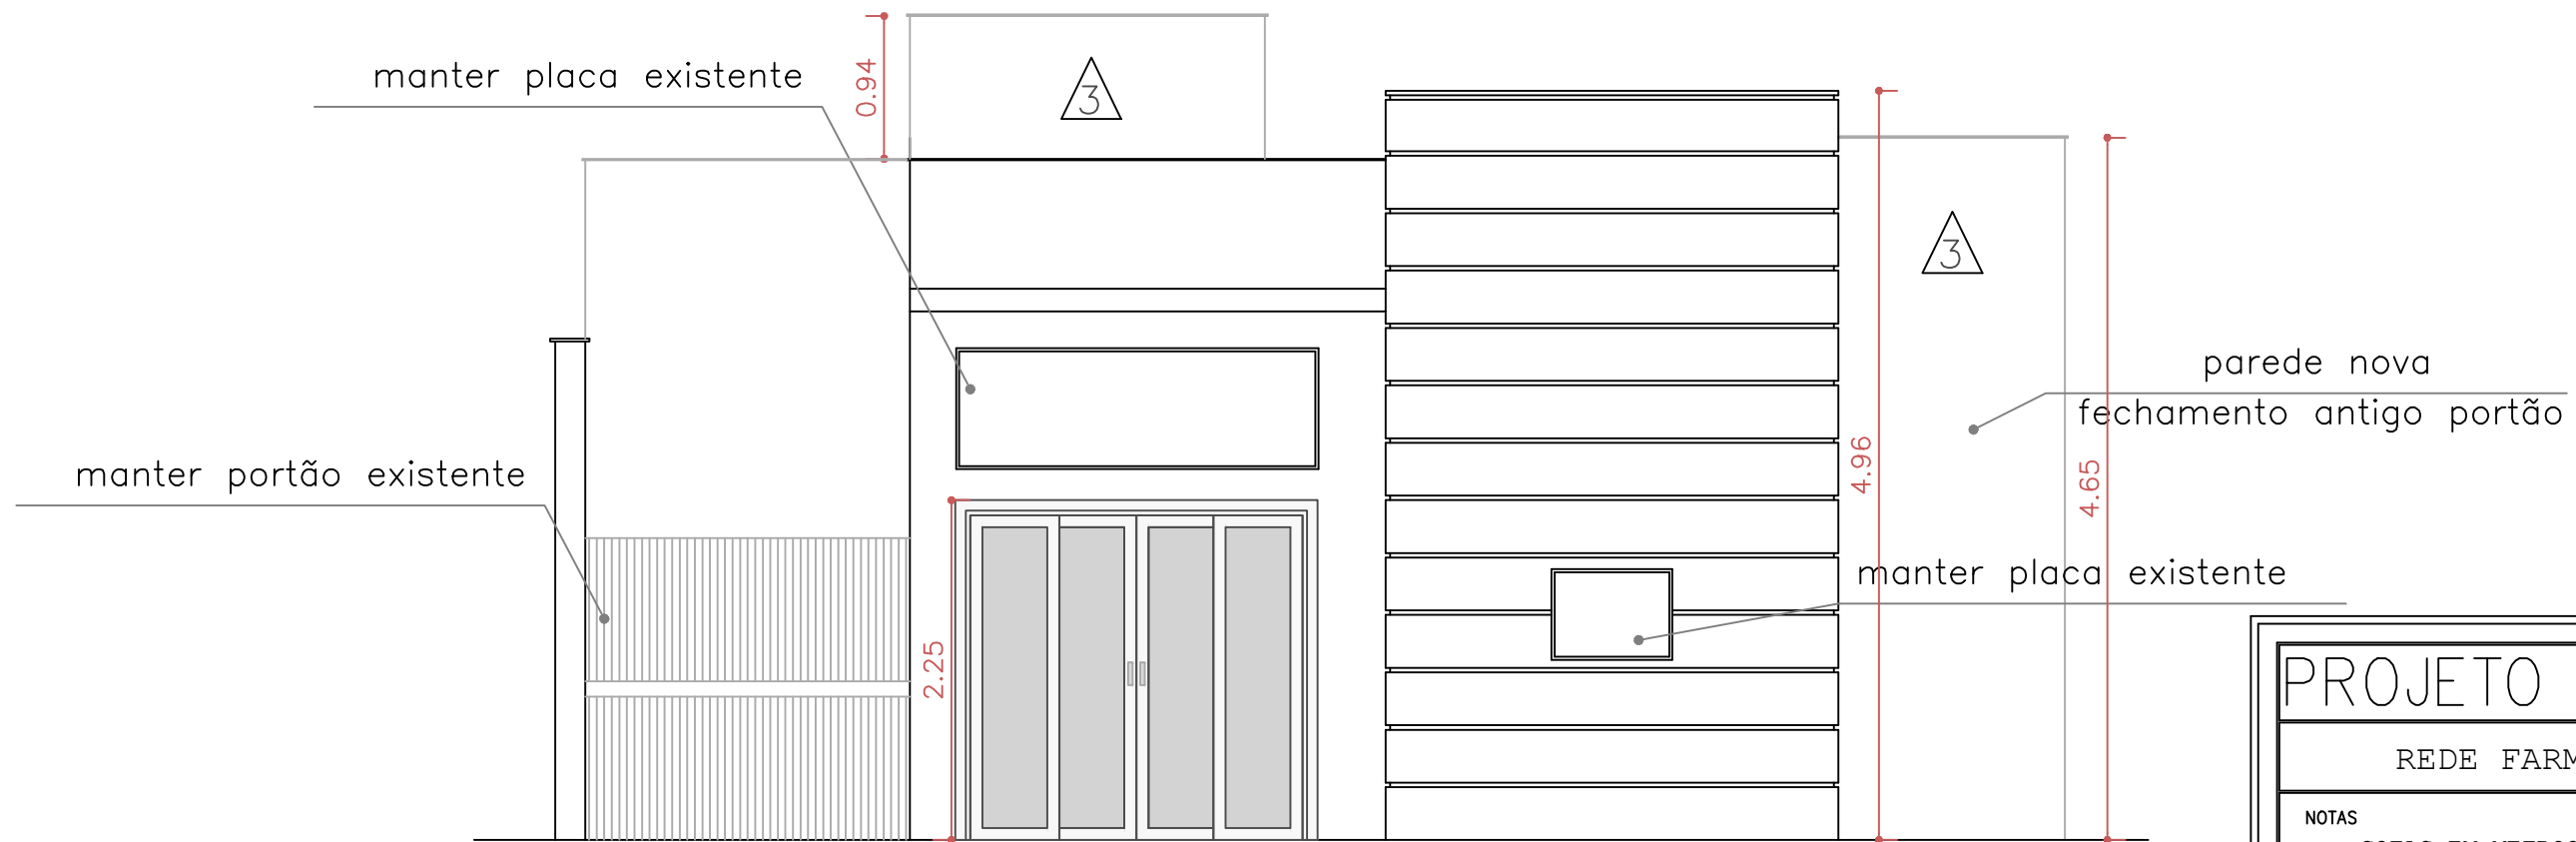 manter placa existente
0.94
3
3
parede nova
fechamento antigo portão
4.96
4.65
manter portão existente
manter placa existente
2.25
PROJETO
REDE FARM
NOTAS